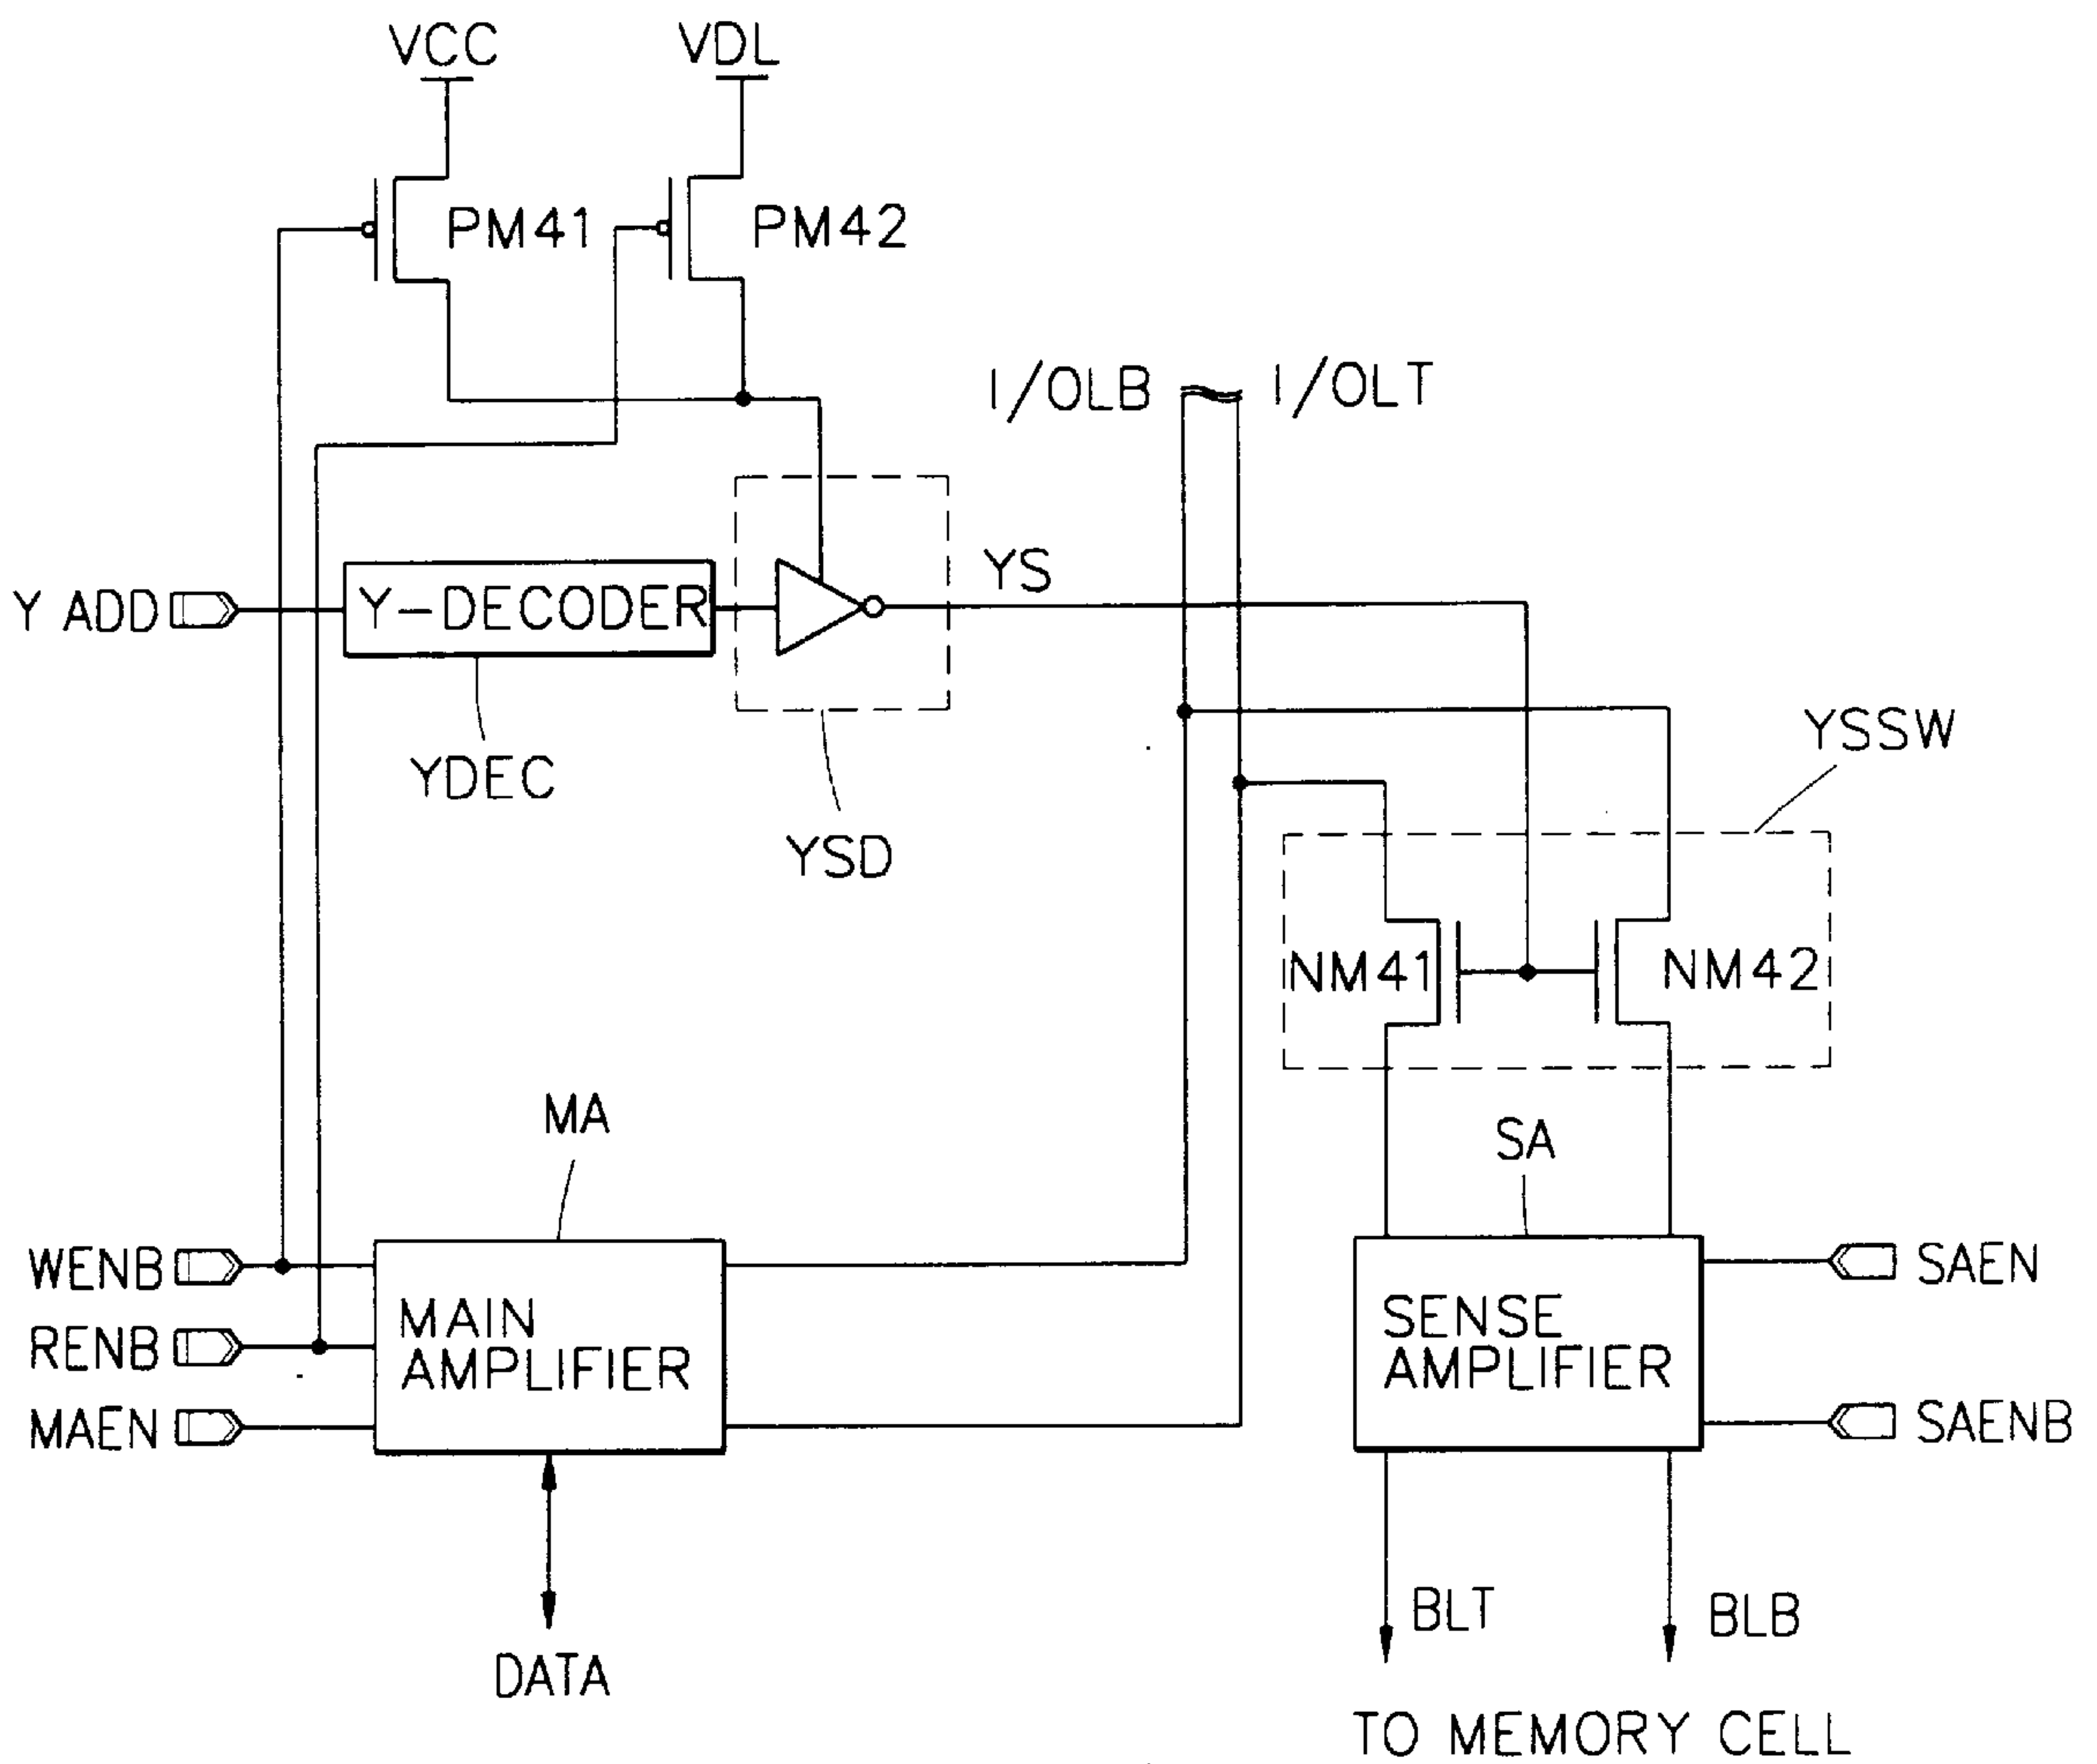 VCC
VDL
PM41
PM42
I/OLB
I/OLT
YS
Y ADD
Y-DECODER
YSSW
YDEC
YSD
NM41
NM42
MA
SA
WENB
SAEN
MAIN
AMPLIFIER
SENSE
AMPLIFIER
RENB
MAEN
SAENB
BLT
BLB
DATA
TO MEMORY CELL